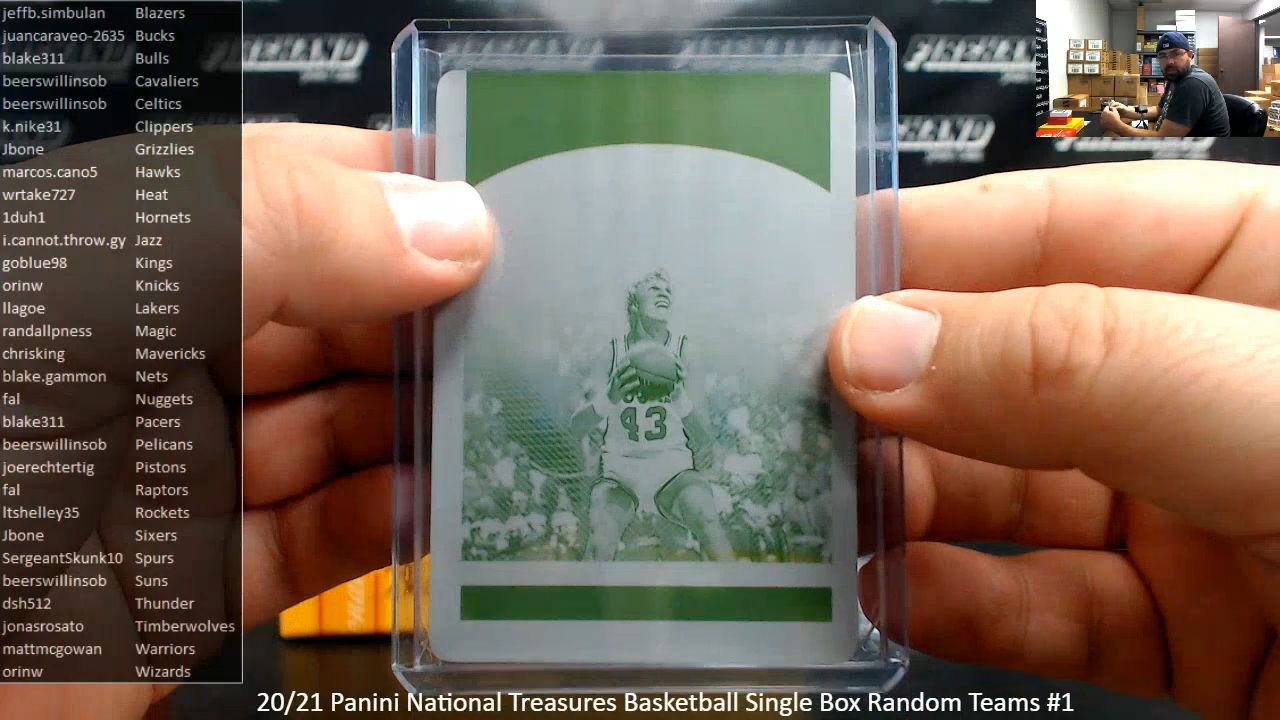 jeffb.simbulan Blazers
juancaraveo-2635 Bucks
blake311 Bulls
beerswillinsob Cavaliers
beerswillinsob Celtics
k.nike31 Clippers
Jbone Grizzlies
marcos.cano5 Hawks
wrtake727 Heat
1duh1 Hornets
i.cannot.throw.gy Jazz
goblue98 Kings
orinw Knicks
llagoe Lakers
randallpness Magic
chrisking Mavericks
blake.gammon Nets
fal Nuggets
blake311 Pacers
beerswillinsob Pelicans
joerechtertig Pistons
fal Raptors
ltshelley35 Rockets
Jbone Sixers
SergeantSkunk10 Spurs
beerswillinsob Suns
dsh512 Thunder
jonasrosato Timberwolves
mattmcgowan Warriors
orinw Wizards
FIREHAND
FIREHAND
43
20/21 Panini National Treasures Basketball Single Box Random Teams #1